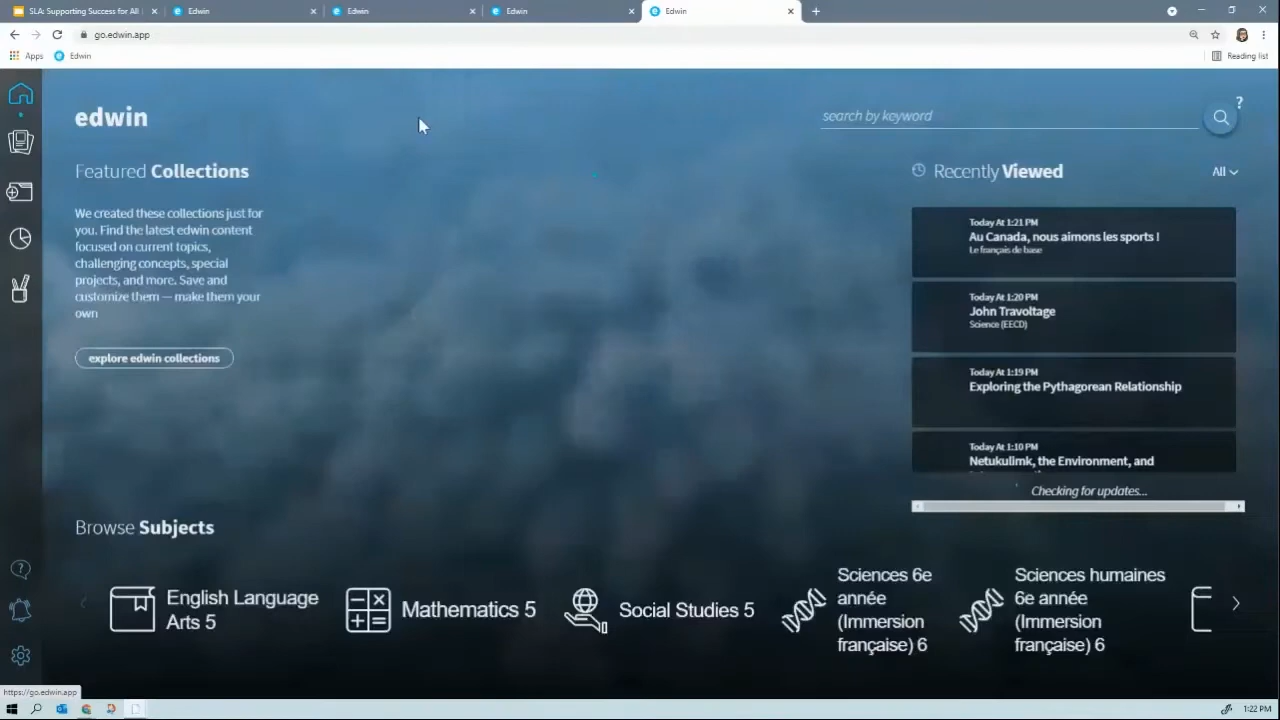 SLA: Supporting Success for All
Edwin
Edwin
Edwin
Edwin
go.edwin.app
Apps
Edwin
Reading list
edwin
search by keyword
?
Featured Collections
Recently Viewed
All
We created these collections just for
you. Find the latest edwin content
focused on current topics,
challenging concepts, special
projects, and more. Save and
customize them — make them your
own
explore edwin collections
Today At 1:21 PM
Au Canada, nous aimons les sports !
Le français de base
Today At 1:20 PM
John Travoltage
Science (EECD)
Today At 1:19 PM
Exploring the Pythagorean Relationship
Today At 1:10 PM
Netukulimk, the Environment, and
Checking for updates...
Browse Subjects
English Language
Arts 5
Mathematics 5
Social Studies 5
Sciences 6e
année
(Immersion
française) 6
Sciences humaines
6e année
(Immersion
française) 6
https://go.edwin.app
1:22 PM